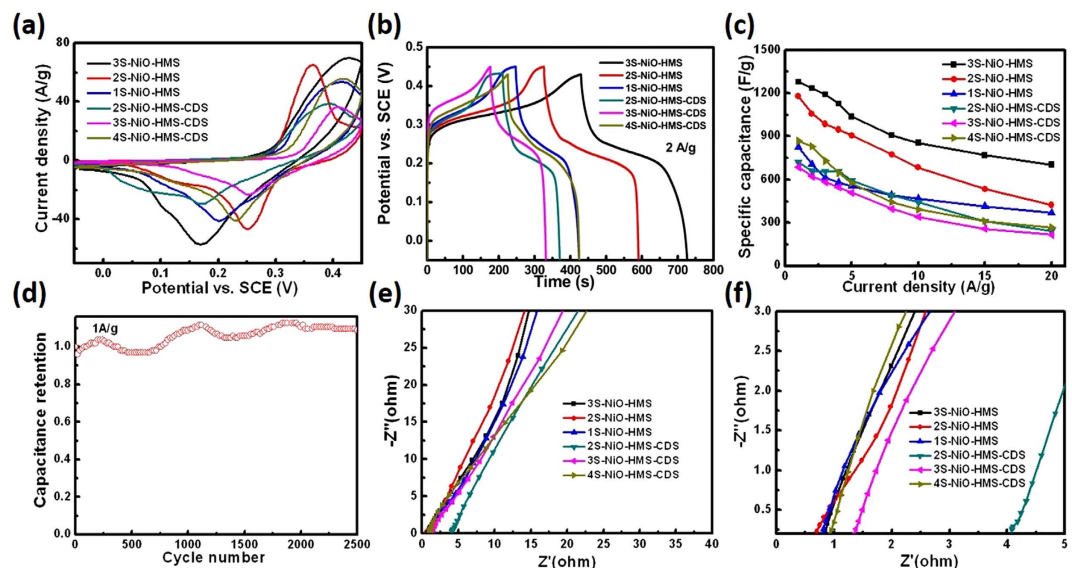 (a)
Current density (A/g)
80
40
0
-40
0.0
0.2
0.4
Potential vs. SCE (V)
3S-NiO-HMS
2S-NiO-HMS
1S-NiO-HMS
2S-NiO-HMS-CDS
3S-NiO-HMS-CDS
4S-NiO-HMS-CDS
(b)
Potential vs. SCE (V)
0.5
0.4
0.3
0.2
0.1
0.0
0
100
200
300
400
500
600
700
800
Time (s)
3S-NiO-HMS
2S-NiO-HMS
1S-NiO-HMS
2S-NiO-HMS-CDS
3S-NiO-HMS-CDS
4S-NiO-HMS-CDS
2 A/g
(c)
Specific capacitance (F/g)
1500
1200
900
600
300
0
0
5
10
15
20
Current density (A/g)
3S-NiO-HMS
2S-NiO-HMS
1S-NiO-HMS
2S-NiO-HMS-CDS
3S-NiO-HMS-CDS
4S-NiO-HMS-CDS
(d)
1A/g
Capacitance retention
1.0
0.8
0.6
0.4
0.2
0.0
0
500
1000
1500
2000
2500
Cycle number
(e)
-Z''(ohm)
30
25
20
15
10
5
0
0
5
10
15
20
25
30
35
40
Z'(ohm)
3S-NiO-HMS
2S-NiO-HMS
1S-NiO-HMS
2S-NiO-HMS-CDS
3S-NiO-HMS-CDS
4S-NiO-HMS-CDS
(f)
-Z''(ohm)
3.0
2.5
2.0
1.5
1.0
0.5
0
1
2
3
4
5
Z'(ohm)
3S-NiO-HMS
2S-NiO-HMS
1S-NiO-HMS
2S-NiO-HMS-CDS
3S-NiO-HMS-CDS
4S-NiO-HMS-CDS